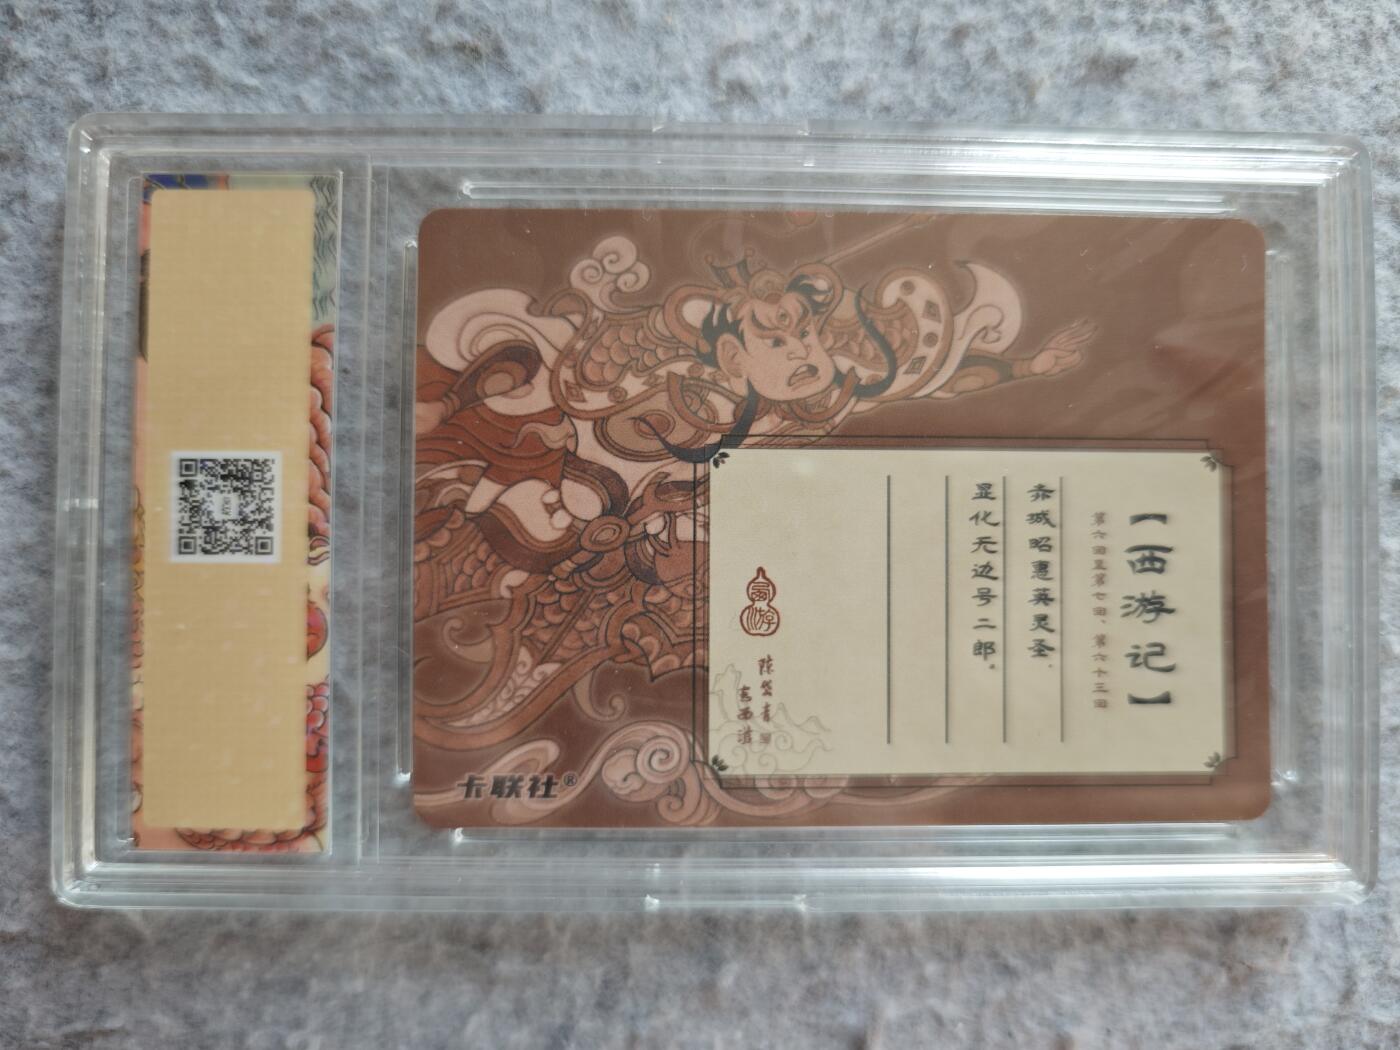 【西游记】
第六回至第七回、第六十三回
赤城昭惠英灵圣，
显化无边号二郎。
陈岱青
卡联社®